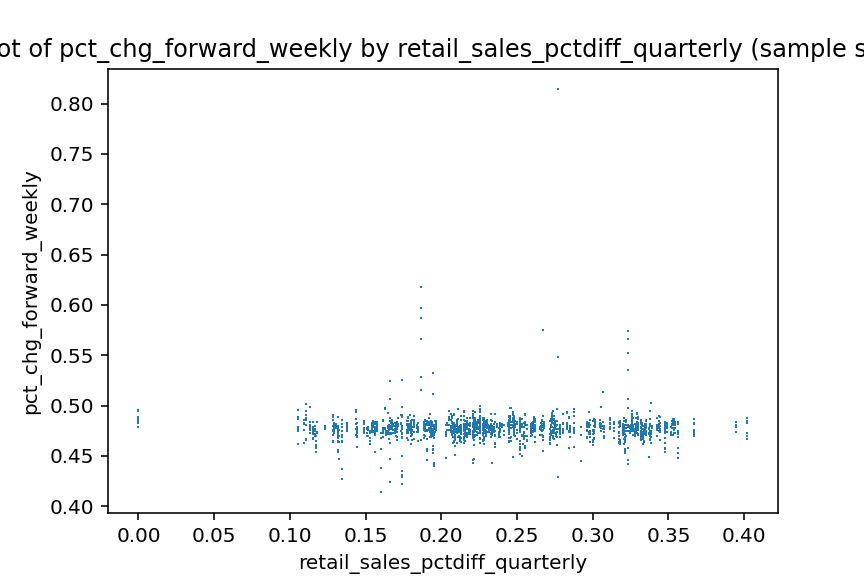 ot of pct_chg_forward_weekly by retail_sales_pctdiff_quarterly (sample s
0.80
0.75
0.70
0.65
0.60
0.55
0.50
0.45
0.40
pct_chg_forward_weekly
0.00 0.05 0.10 0.15 0.20 0.25 0.30 0.35 0.40
retail_sales_pctdiff_quarterly